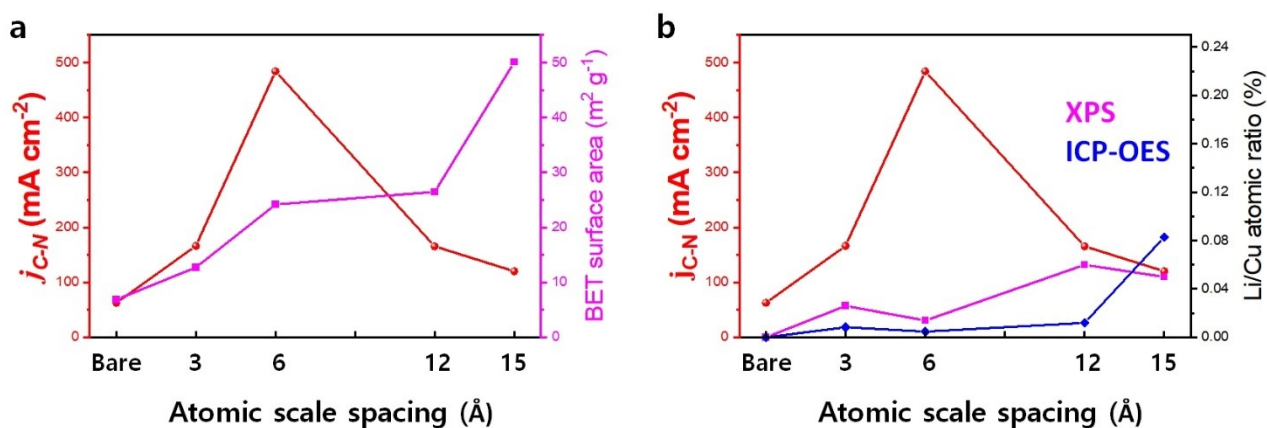 a
500
400
300
200
100
0
j_C-N (mA cm⁻²)
50
40
30
20
10
0
BET surface area (m² g⁻¹)
Bare 3 6 12 15
Atomic scale spacing (Å)
b
500
400
300
200
100
0
j_C-N (mA cm⁻²)
XPS
ICP-OES
0.24
0.20
0.16
0.12
0.08
0.04
0.00
Li/Cu atomic ratio (%)
Bare 3 6 12 15
Atomic scale spacing (Å)